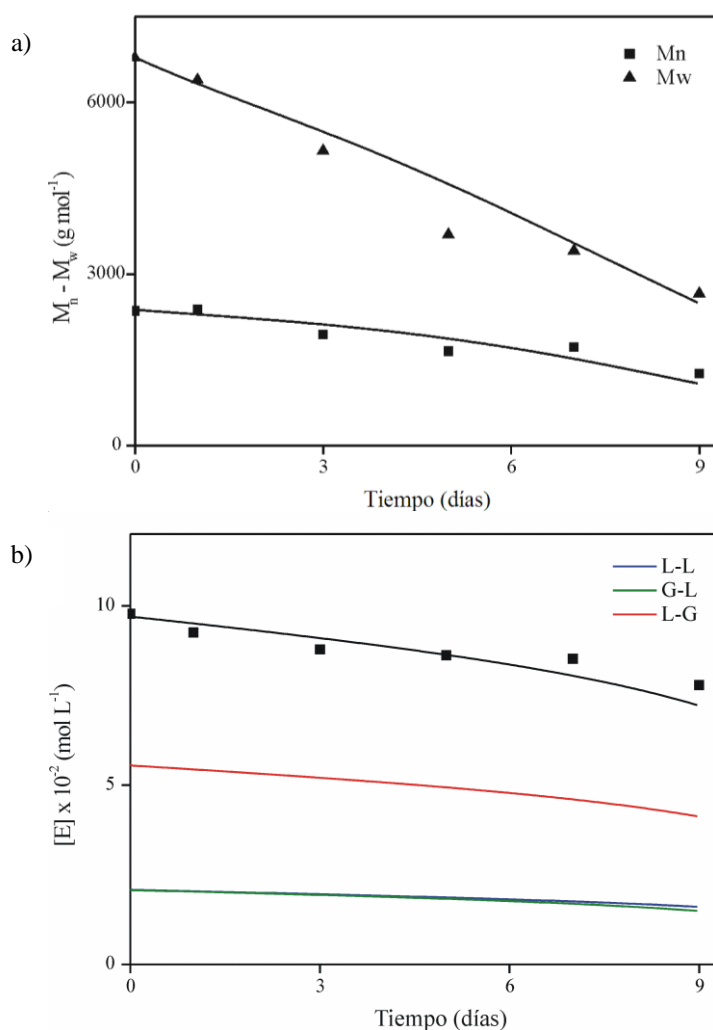 a)
Mn
Mw
6000
3000
0
Mₙ - M_w (g mol⁻¹)
0
3
6
9
Tiempo (días)
b)
L-L
G-L
L-G
10
5
0
[E] x 10⁻² (mol L⁻¹)
0
3
6
9
Tiempo (días)